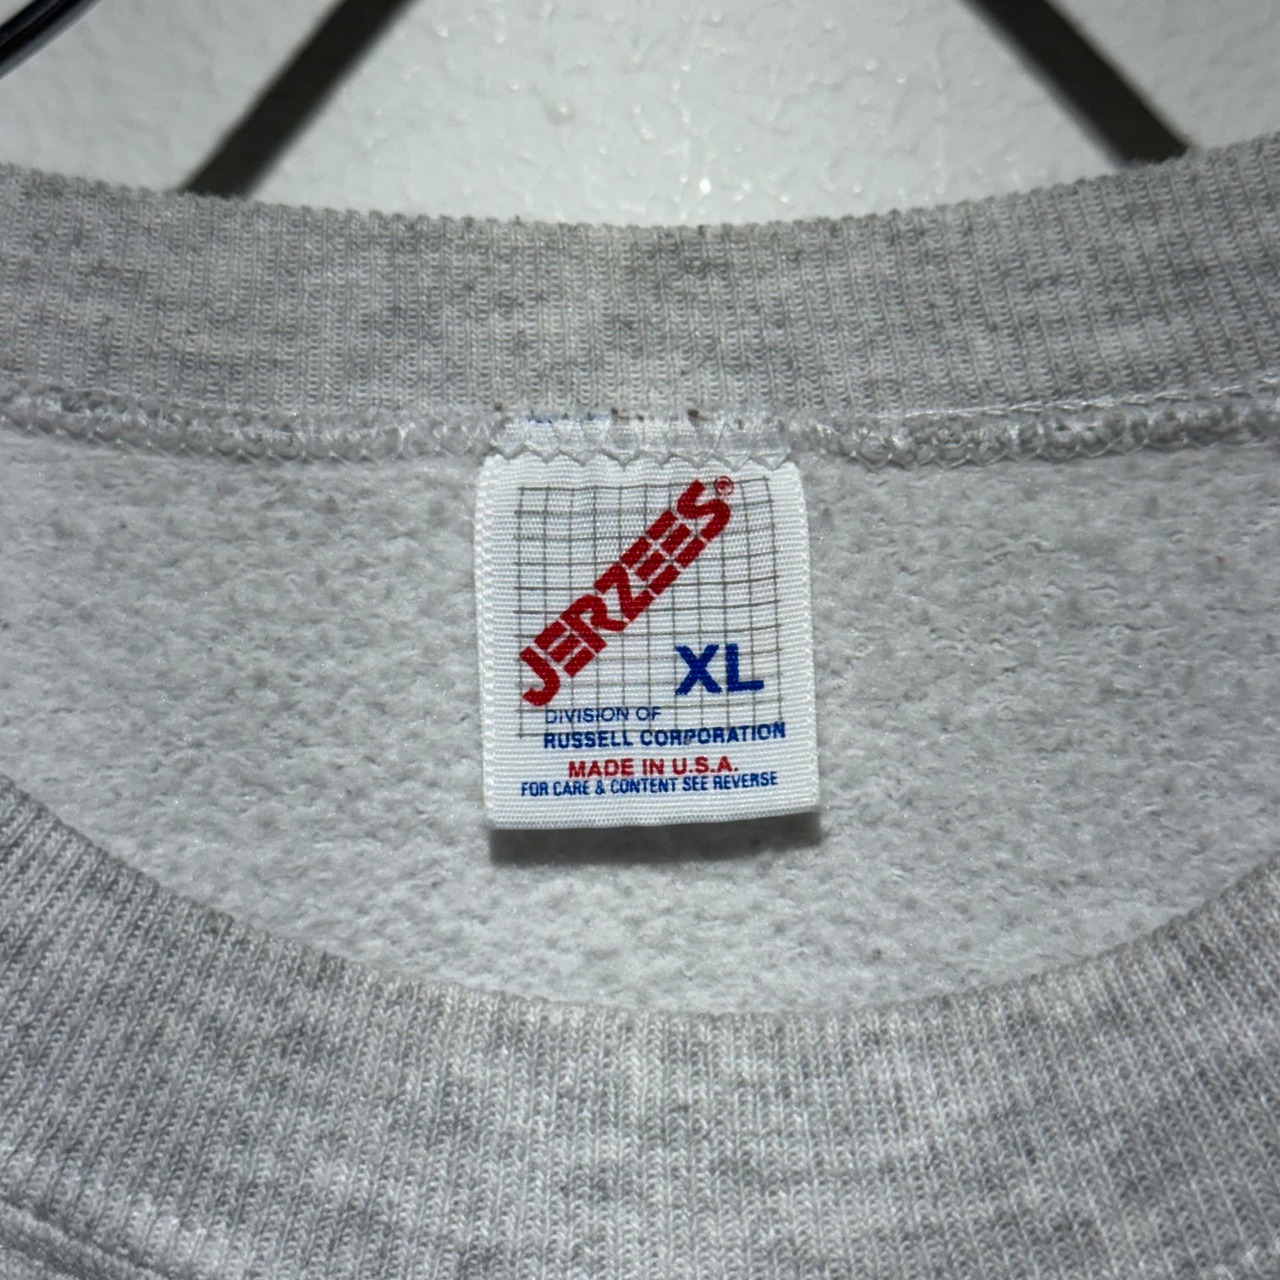 JERZEES®
XL
DIVISION OF
RUSSELL CORPORATION
MADE IN U.S.A.
FOR CARE & CONTENT SEE REVERSE